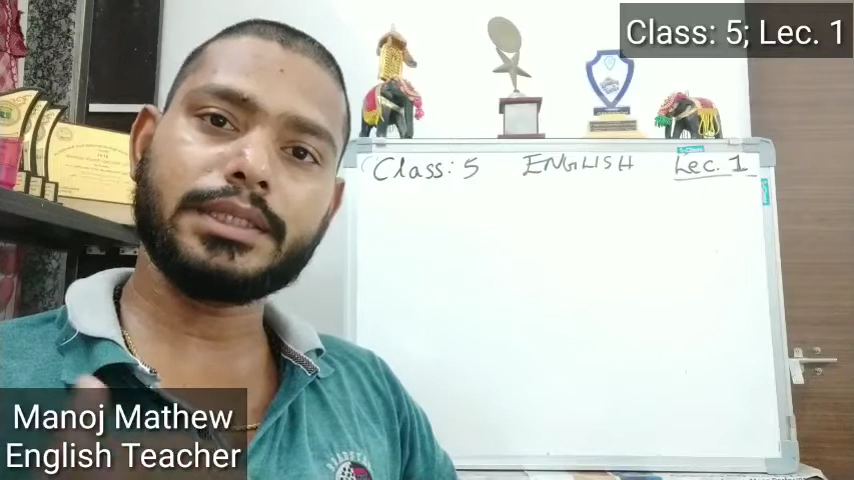 Class: 5; Lec. 1
Class: 5 ENGLISH Lec. 1
Manoj Mathew
English Teacher